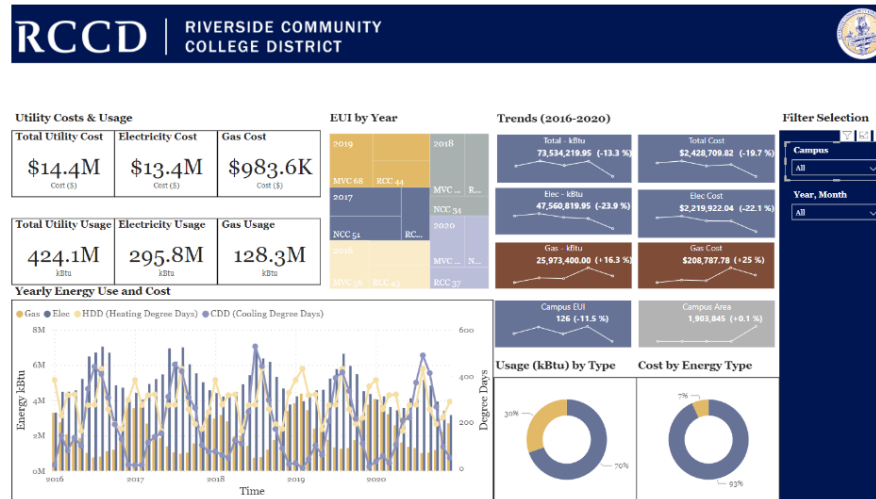 RCCD
RIVERSIDE COMMUNITY
COLLEGE DISTRICT
Utility Costs & Usage
Total Utility Cost
$14.4M
Cost ($)
Electricity Cost
$13.4M
Cost ($)
Gas Cost
$983.6K
Cost ($)
Total Utility Usage
424.1M
kBtu
Electricity Usage
295.8M
kBtu
Gas Usage
128.3M
kBtu
EUI by Year
2019
MVC 68
RCC 44
2017
NCC 51
RC...
2018
MVC ...
R...
NCC 54
2020
MVC ...
N...
RCC 37
Trends (2016-2020)
Total - kBtu
73,534,219.95 (-13.3 %)
Total Cost
$2,428,709.82 (-19.7 %)
Elec - kBtu
47,560,819.95 (-23.9 %)
Elec Cost
$2,219,922.04 (-22.1 %)
Gas - kBtu
25,973,400.00 (+16.3 %)
Gas Cost
$208,787.78 (+25 %)
Campus EUI
126 (-11.5 %)
Campus Area
1,903,845 (+0.1 %)
Filter Selection
Campus
All
Year, Month
All
Yearly Energy Use and Cost
Gas Elec HDD (Heating Degree Days) CDD (Cooling Degree Days)
Energy kBtu
8M
6M
4M
2M
0M
Degree Days
600
400
200
0
2016 2017 2018 2019 2020
Time
Usage (kBtu) by Type
30%
70%
Cost by Energy Type
7%
93%